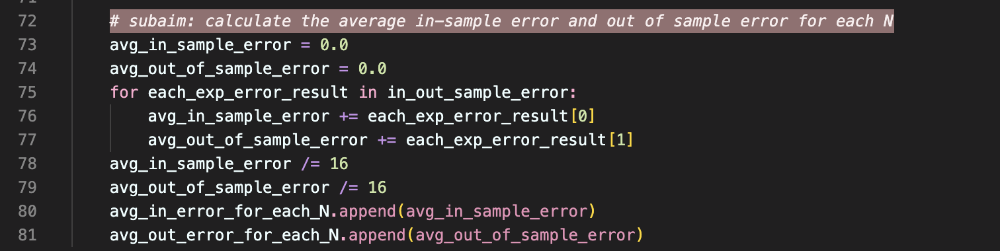 71
72 # subaim: calculate the average in-sample error and out of sample error for each N
73 avg_in_sample_error = 0.0
74 avg_out_of_sample_error = 0.0
75 for each_exp_error_result in in_out_sample_error:
76     avg_in_sample_error += each_exp_error_result[0]
77     avg_out_of_sample_error += each_exp_error_result[1]
78 avg_in_sample_error /= 16
79 avg_out_of_sample_error /= 16
80 avg_in_error_for_each_N.append(avg_in_sample_error)
81 avg_out_error_for_each_N.append(avg_out_of_sample_error)